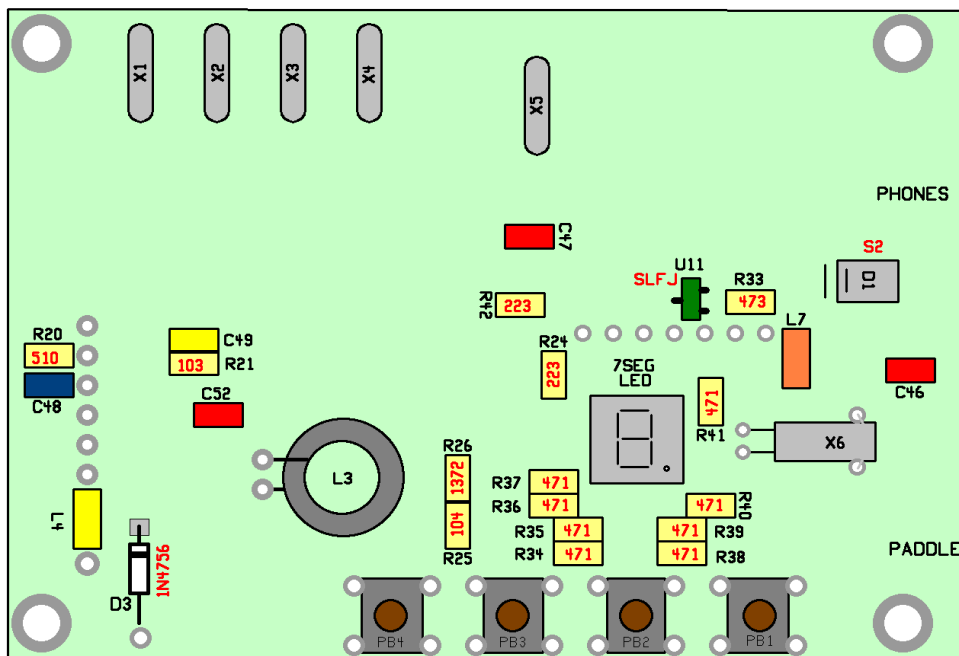 X1
X2
X3
X4
X5
PHONES
C47
S2
D1
U11
SLFJ
R33
473
R42
223
L7
R20
510
C49
103
R21
R24
223
7SEG
LED
C48
C52
C46
471
R41
X6
R26
1372
L3
R37
471
R36
471
471
R40
104
R25
R35
471
471
R39
R34
471
471
R38
L4
1N4756
D3
PADDLE
PB4
PB3
PB2
PB1